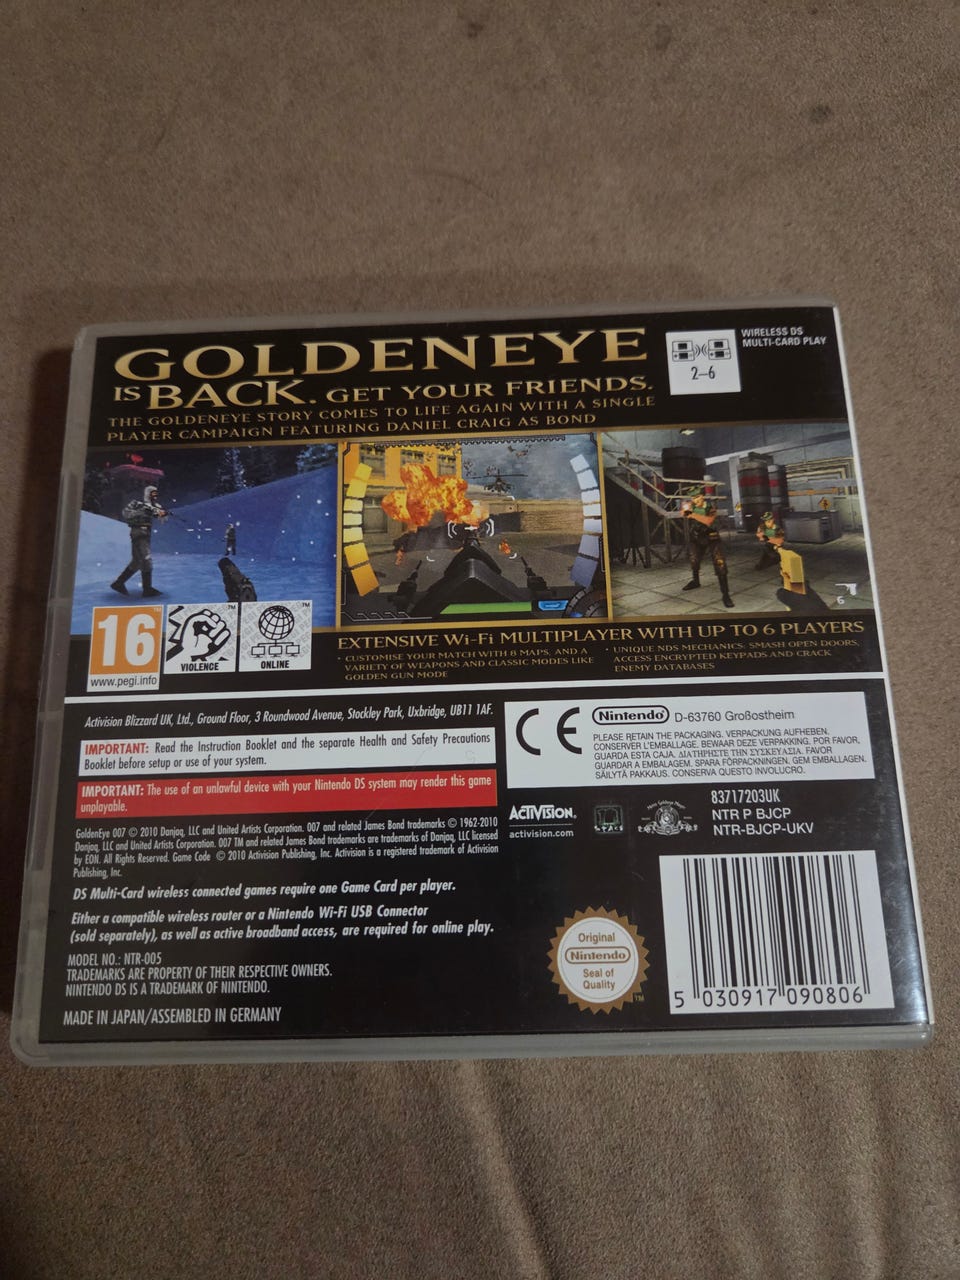 GOLDENEYE
IS BACK. GET YOUR FRIENDS.
THE GOLDENEYE STORY COMES TO LIFE AGAIN WITH A SINGLE
PLAYER CAMPAIGN FEATURING DANIEL CRAIG AS BOND
WIRELESS DS
MULTI-CARD PLAY
2–6
6
16
www.pegi.info
VIOLENCE
TM
ONLINE
TM
EXTENSIVE Wi-Fi MULTIPLAYER WITH UP TO 6 PLAYERS
· CUSTOMISE YOUR MATCH WITH 8 MAPS, AND A
VARIETY OF WEAPONS AND CLASSIC MODES LIKE
GOLDEN GUN MODE
· UNIQUE NDS MECHANICS: SMASH OPEN DOORS,
ACCESS ENCRYPTED KEYPADS AND CRACK
ENEMY DATABASES
Activision Blizzard UK, Ltd., Ground Floor, 3 Roundwood Avenue, Stockley Park, Uxbridge, UB11 1AF.
IMPORTANT: Read the Instruction Booklet and the separate Health and Safety Precautions
Booklet before setup or use of your system.
IMPORTANT: The use of an unlawful device with your Nintendo DS system may render this game
unplayable.
GoldenEye 007 © 2010 Danjaq, LLC and United Artists Corporation. 007 and related James Bond trademarks © 1962-2010
Danjaq, LLC and United Artists Corporation. 007 TM and related James Bond trademarks are trademarks of Danjaq, LLC licensed
by EON. All Rights Reserved. Game Code © 2010 Activision Publishing, Inc. Activision is a registered trademark of Activision
Publishing, Inc.
DS Multi-Card wireless connected games require one Game Card per player.
Either a compatible wireless router or a Nintendo Wi-Fi USB Connector
(sold separately), as well as active broadband access, are required for online play.
MODEL NO.: NTR-005
TRADEMARKS ARE PROPERTY OF THEIR RESPECTIVE OWNERS.
NINTENDO DS IS A TRADEMARK OF NINTENDO.
MADE IN JAPAN/ASSEMBLED IN GERMANY
CE
Nintendo®
D-63760 Großostheim
PLEASE RETAIN THE PACKAGING. VERPACKUNG AUFHEBEN.
CONSERVER L'EMBALLAGE. BEWAAR DEZE VERPAKKING. POR FAVOR,
GUARDA ESTA CAJA. ΔΙΑΤΗΡΗΣΤΕ ΤΗΝ ΣΥΣΚΕΥΑΣΙΑ. FAVOR
GUARDAR A EMBALAGEM. SPARA FÖRPACKNINGEN. GEM EMBALLAGEN.
SÄILYTÄ PAKKAUS. CONSERVA QUESTO INVOLUCRO.
ACTIVISION®
activision.com
83717203UK
NTR P BJCP
NTR-BJCP-UKV
Original
Nintendo
Seal of
Quality
TM
5 030917 090806